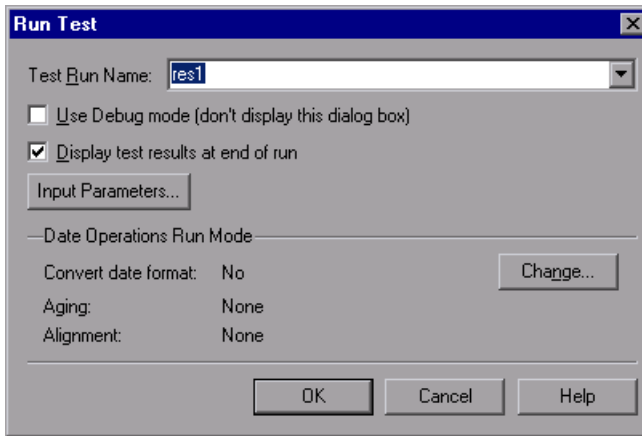 Run Test
Test Run Name: res1
Use Debug mode (don't display this dialog box)
Display test results at end of run
Input Parameters...
Date Operations Run Mode
Convert date format: No
Change...
Aging: None
Alignment: None
OK Cancel Help